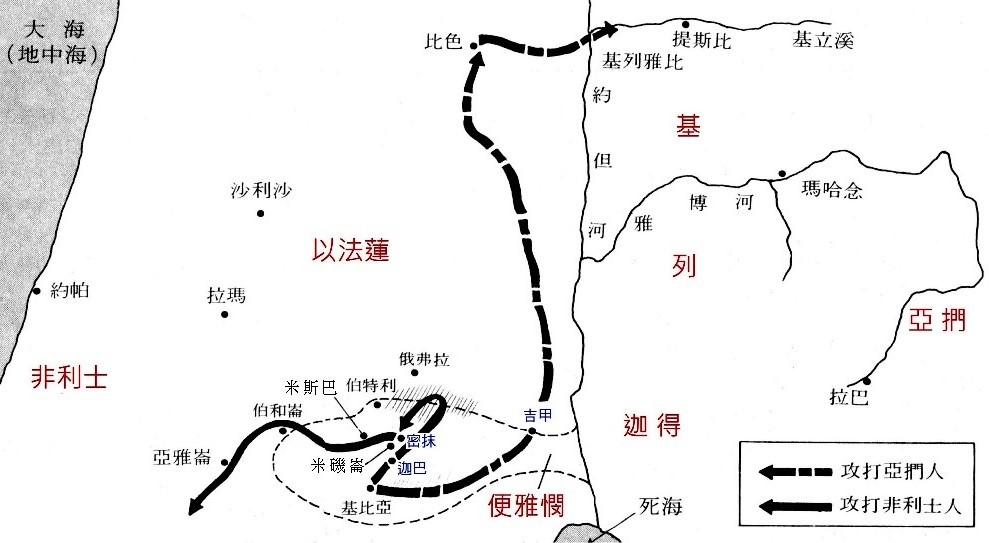 大海
(地中海)
比色
提斯比
基立溪
基列雅比
約但河
基列
瑪哈念
雅博河
沙利沙
以法蓮
約帕
拉瑪
亞捫
非利士
俄弗拉
米斯巴
伯特利
拉巴
伯和崙
吉甲
迦得
密抹
亞雅崙
米磯崙
迦巴
基比亞
便雅憫
死海
攻打亞捫人
攻打非利士人